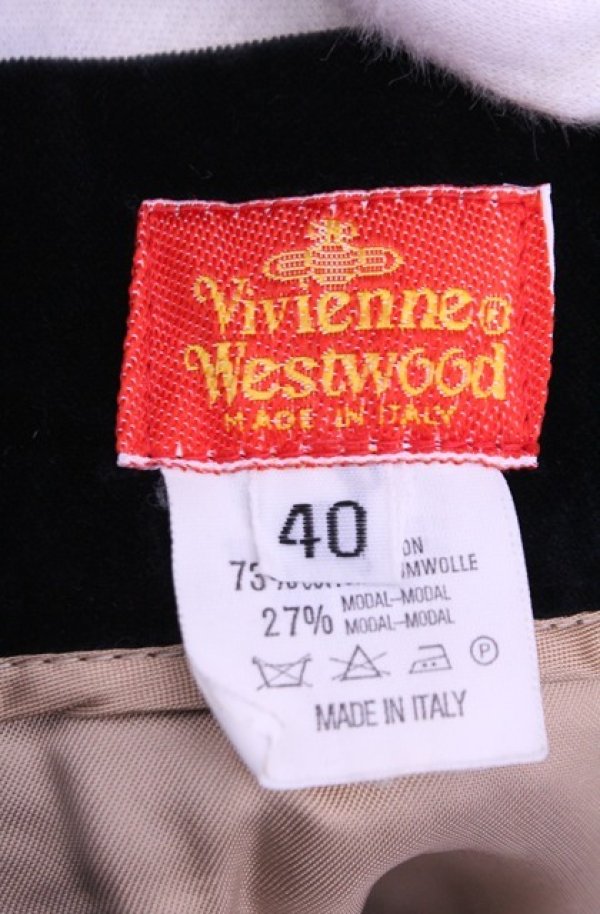 Vivienne®
Westwood
MADE IN ITALY
40
73%
27% MODAL–MODAL
MODAL–MODAL
P
MADE IN ITALY